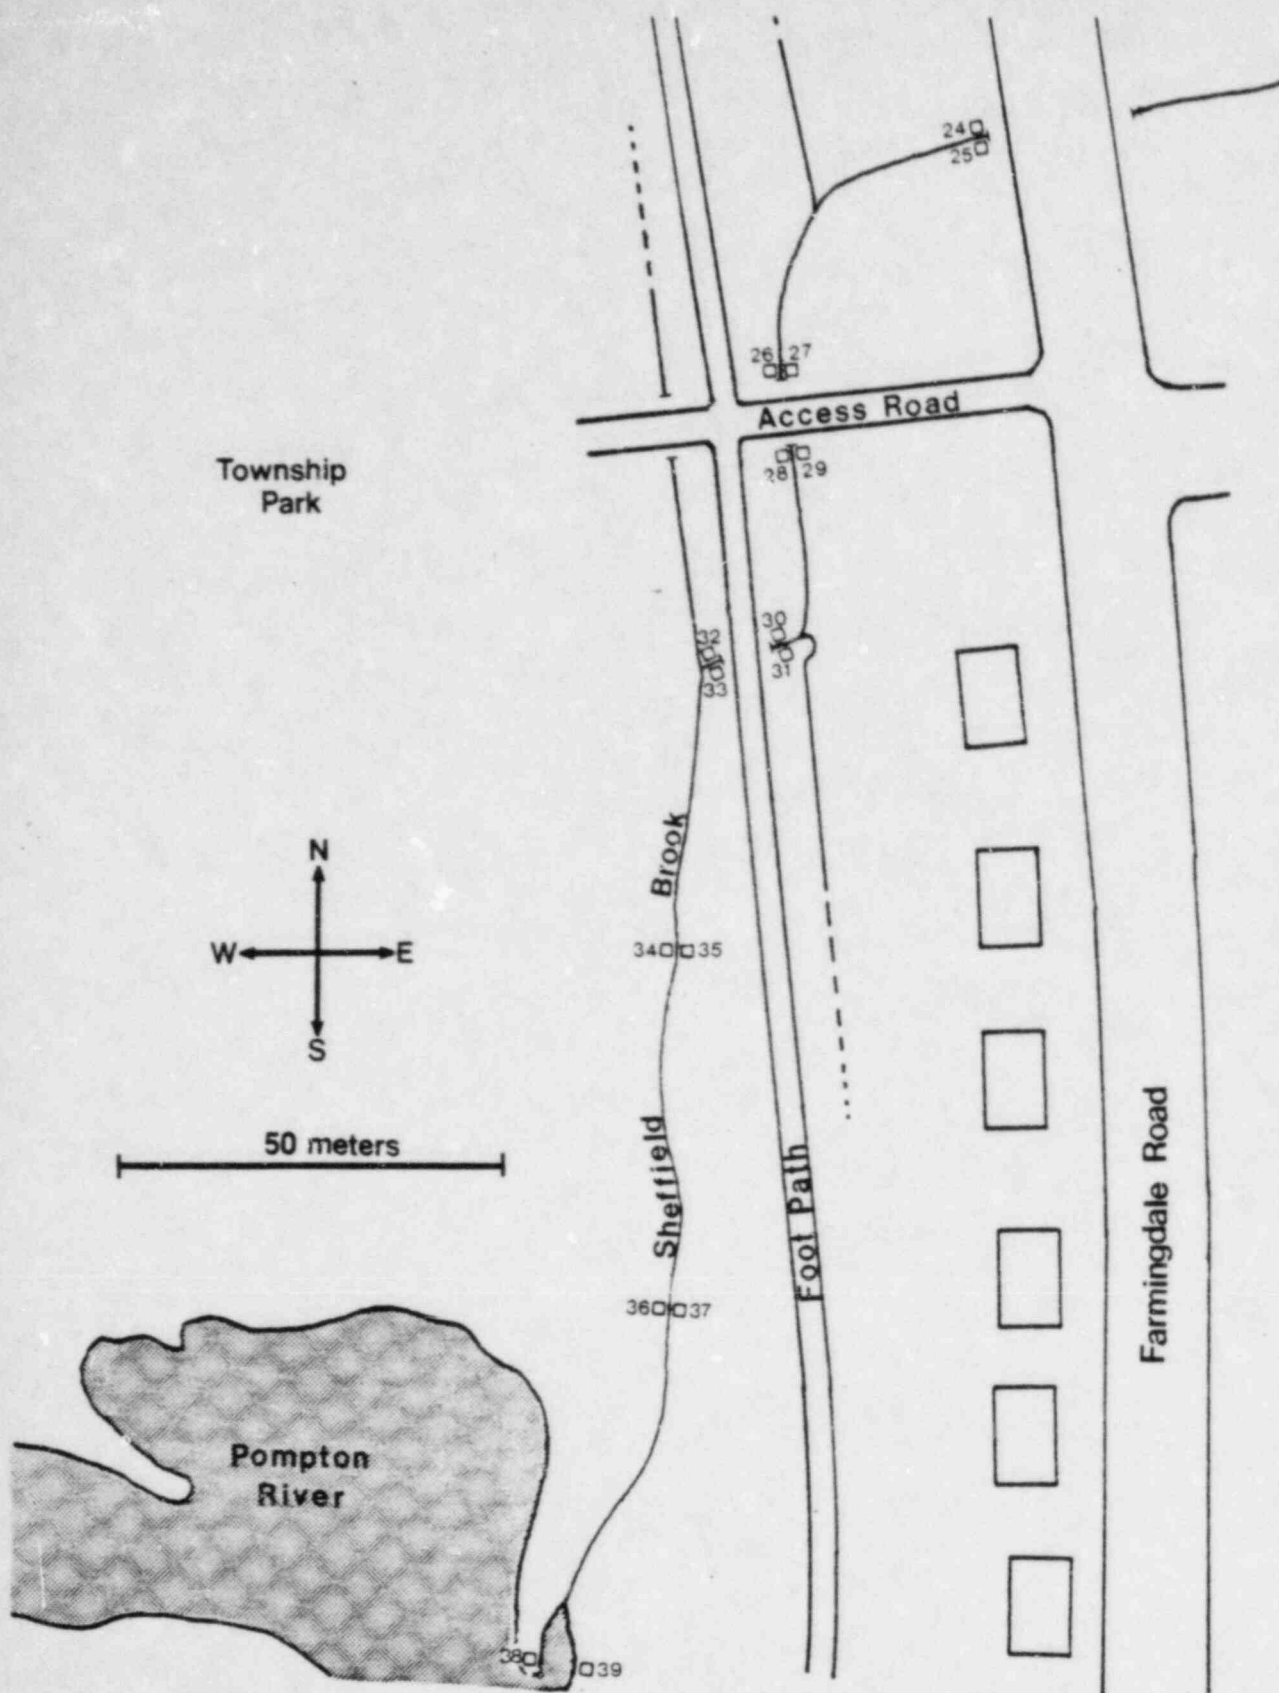 24
25
26 27
Access Road
28 29
Township
Park
30
31
32
33
Brook
34 35
N
W E
S
50 meters
Sheffield
Foot Path
Farmingdale Road
36 37
Pompton
River
38 39